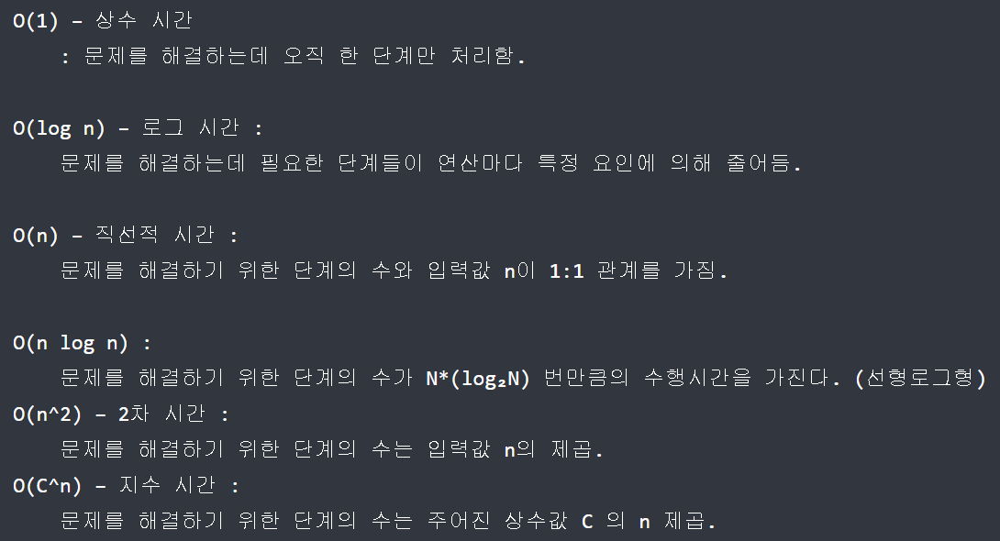 O(1) – 상수 시간
: 문제를 해결하는데 오직 한 단계만 처리함.
O(log n) – 로그 시간 :
문제를 해결하는데 필요한 단계들이 연산마다 특정 요인에 의해 줄어듬.
O(n) – 직선적 시간 :
문제를 해결하기 위한 단계의 수와 입력값 n이 1:1 관계를 가짐.
O(n log n) :
문제를 해결하기 위한 단계의 수가 N*(log₂N) 번만큼의 수행시간을 가진다. (선형로그형)
O(n^2) – 2차 시간 :
문제를 해결하기 위한 단계의 수는 입력값 n의 제곱.
O(C^n) – 지수 시간 :
문제를 해결하기 위한 단계의 수는 주어진 상수값 C 의 n 제곱.